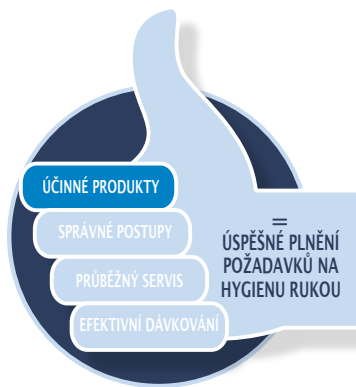 ÚČINNÉ PRODUKTY
SPRÁVNÉ POSTUPY
PRŮBĚŽNÝ SERVIS
EFEKTIVNÍ DÁVKOVÁNÍ
=
ÚSPĚŠNÉ PLNĚNÍ
POŽADAVKŮ NA
HYGIENU RUKOU